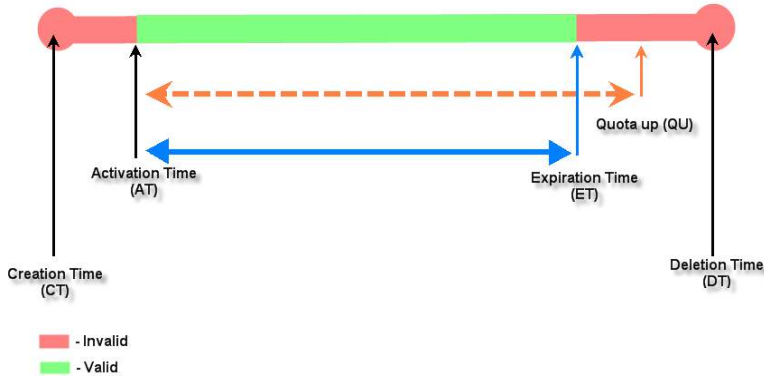 Quota up (QU)
Activation Time
(AT)
Expiration Time
(ET)
Creation Time
(CT)
Deletion Time
(DT)
- Invalid
- Valid